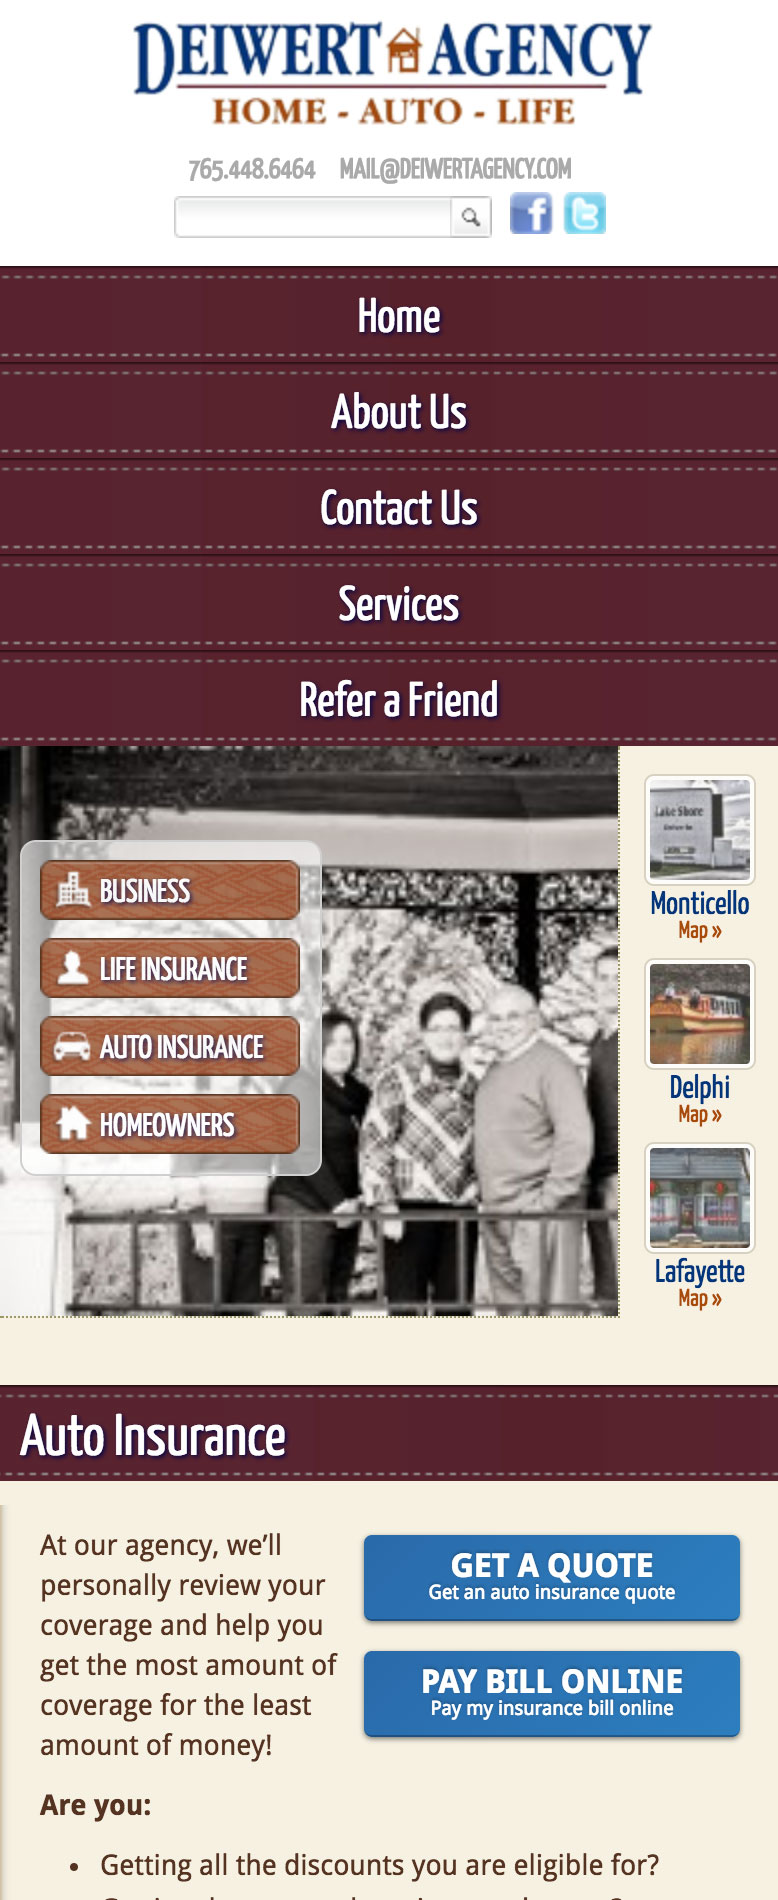 DEIWERT AGENCY
HOME - AUTO - LIFE
765.448.6464 MAIL@DEIWERTAGENCY.COM
Home
About Us
Contact Us
Services
Refer a Friend
BUSINESS
LIFE INSURANCE
AUTO INSURANCE
HOMEOWNERS
Lake Shore
Monticello
Map »
Delphi
Map »
Lafayette
Map »
Auto Insurance
At our agency, we’ll
personally review your
coverage and help you
get the most amount of
coverage for the least
amount of money!
GET A QUOTE
Get an auto insurance quote
PAY BILL ONLINE
Pay my insurance bill online
Are you:
• Getting all the discounts you are eligible for?